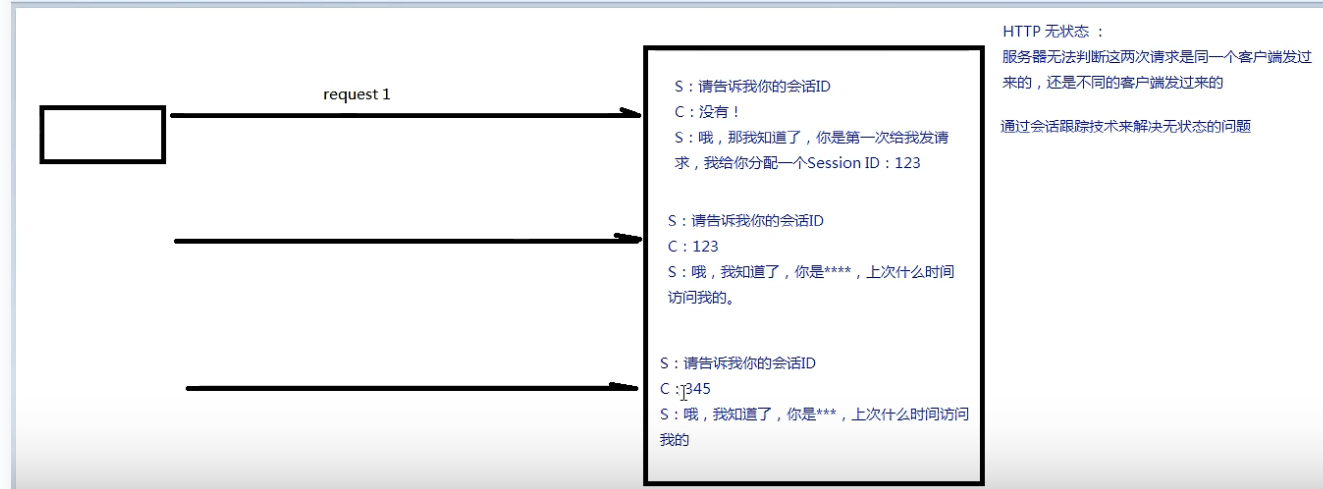 request 1
S：请告诉我你的会话ID
C：没有！
S：哦，那我知道了，你是第一次给我发请
求，我给你分配一个Session ID：123
S：请告诉我你的会话ID
C：123
S：哦，我知道了，你是****，上次什么时间
访问我的。
S：请告诉我你的会话ID
C：345
S：哦，我知道了，你是***，上次什么时间访问
我的
HTTP 无状态 ：
服务器无法判断这两次请求是同一个客户端发过
来的，还是不同的客户端发过来的
通过会话跟踪技术来解决无状态的问题